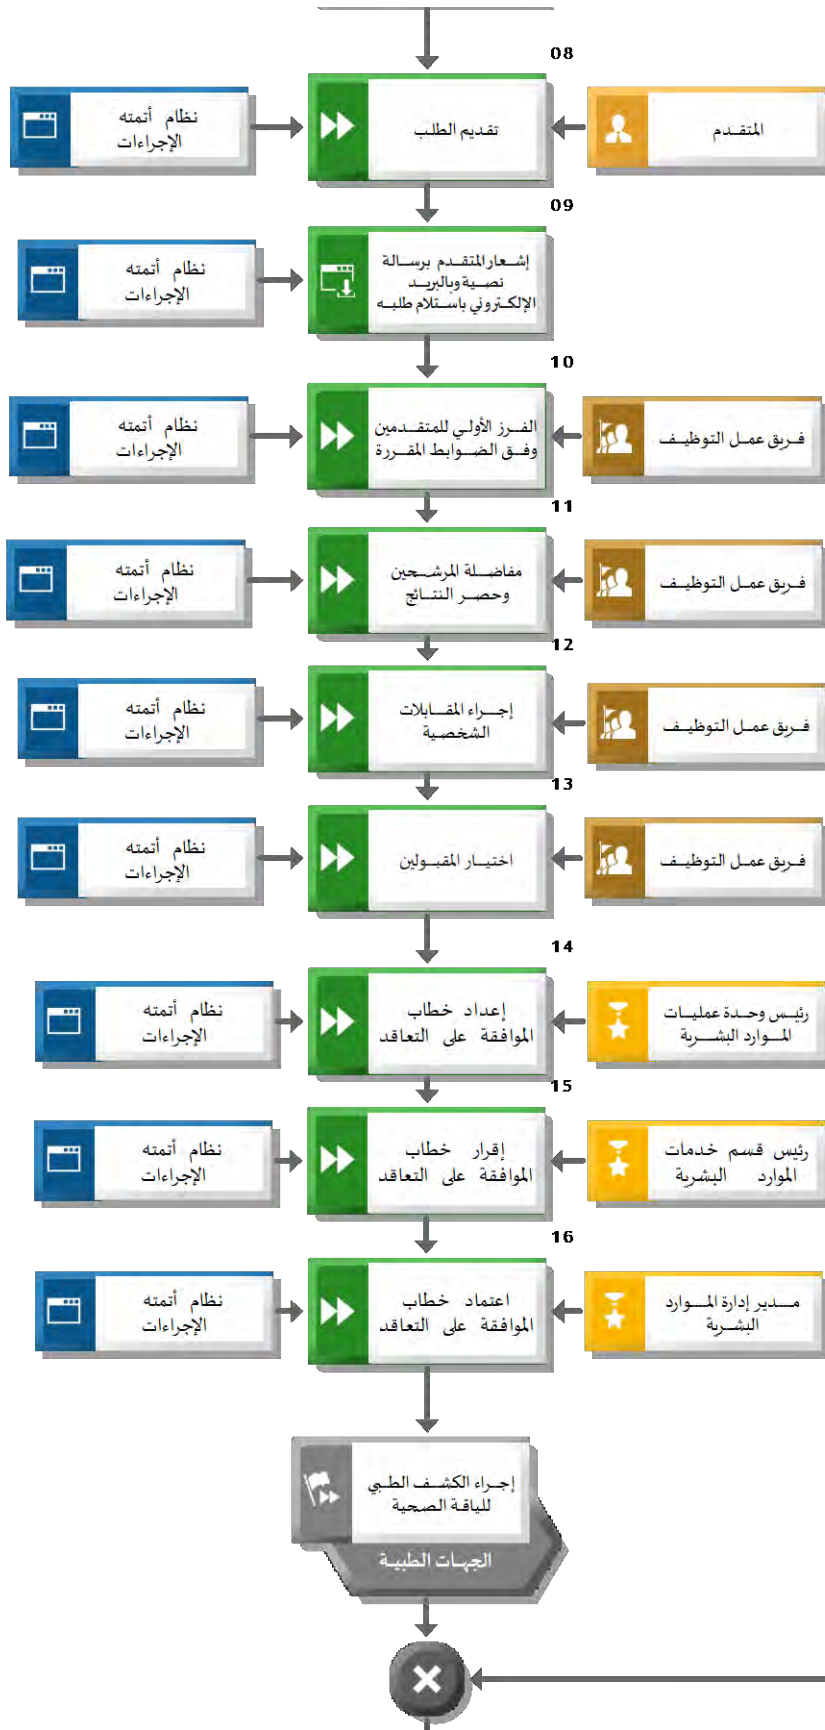 08
المتقدم
تقديم الطلب
نظام أتمته
الإجراءات
09
إشعار المتقدم برسالة
نصية وبالبريد
الإلكتروني باستلام طلبه
نظام أتمته
الإجراءات
10
فريق عمل التوظيف
الفرز الأولي للمتقدمين
وفق الضوابط المقررة
نظام أتمته
الإجراءات
11
فريق عمل التوظيف
مفاضلة المرشحين
وحصر النتائج
نظام أتمته
الإجراءات
12
فريق عمل التوظيف
إجراء المقابلات
الشخصية
نظام أتمته
الإجراءات
13
فريق عمل التوظيف
اختيار المقبولين
نظام أتمته
الإجراءات
14
رئيس وحدة عمليات
الموارد البشرية
إعداد خطاب
الموافقة على التعاقد
نظام أتمته
الإجراءات
15
رئيس قسم خدمات
الموارد البشرية
إقرار خطاب
الموافقة على التعاقد
نظام أتمته
الإجراءات
16
مدير إدارة الموارد
البشرية
اعتماد خطاب
الموافقة على التعاقد
نظام أتمته
الإجراءات
إجراء الكشف الطبي
للياقة الصحية
الجهات الطبية